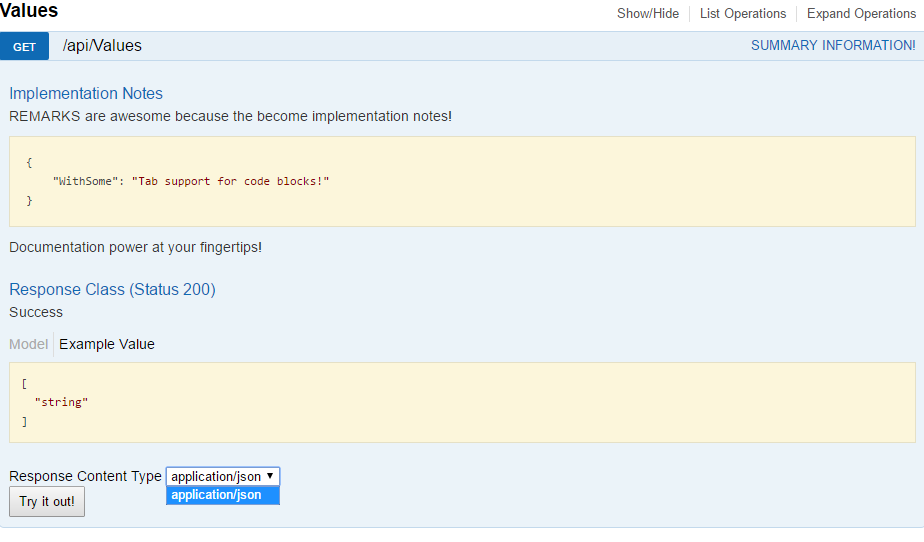 Values
Show/Hide List Operations Expand Operations
GET /api/Values SUMMARY INFORMATION!
Implementation Notes
REMARKS are awesome because the become implementation notes!
{
"WithSome": "Tab support for code blocks!"
}
Documentation power at your fingertips!
Response Class (Status 200)
Success
Model Example Value
[
"string"
]
Response Content Type application/json ▼
application/json
Try it out!